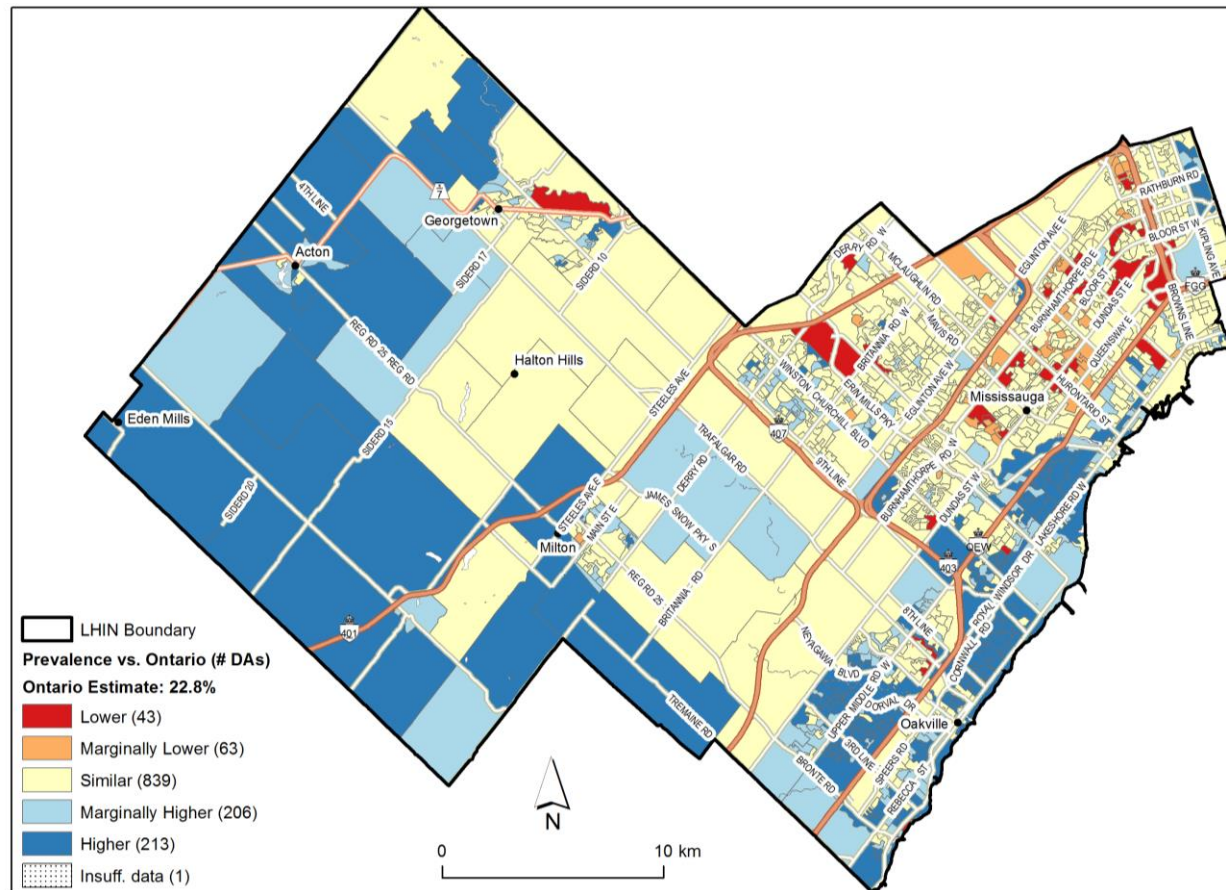 RATHBURN RD
BLOOR ST W
KIPLING AVE
EGLINTON AVE E
DERRY RD W
MCLAUGHLIN RD
BURNHAMTHORPE RD E
BLOOR ST
DUNDAS ST E
FGG
BROWNS LINE
QUEENSWAY E
7
4TH LINE
Georgetown
Acton
SIDERD 17
SIDERD 10
MAVIS RD
BRITANNIA RD W
ERIN MILLS PKY
EGLINTON AVE W
WINSTON CHURCHILL BLVD
HURONTARIO ST
Mississauga
REG RD 25 REG RD
Halton Hills
STEELES AVE
Eden Mills
SIDERD 15
407
TRAFALGAR RD
9TH LINE
BURNHAMTHORPE RD W
DUNDAS ST W
DERRY RD
SIDERD 20
STEELES AVE E
MAIN ST E
JAMES SNOW PKY S
Milton
QEW
403
ROYAL WINDSOR DR
LAKESHORE RD W
REG RD 25
BRITANNIA RD
8TH LINE
CORNWALL RD
401
NEYAGAWA BLVD
UPPER MIDDLE RD W
DORVAL DR
TREMAINE RD
3RD LINE
Oakville
SPEERS RD
BRONTE RD
REBECCA ST
LHIN Boundary
Prevalence vs. Ontario (# DAs)
Ontario Estimate: 22.8%
Lower (43)
Marginally Lower (63)
Similar (839)
Marginally Higher (206)
Higher (213)
Insuff. data (1)
N
0 10 km